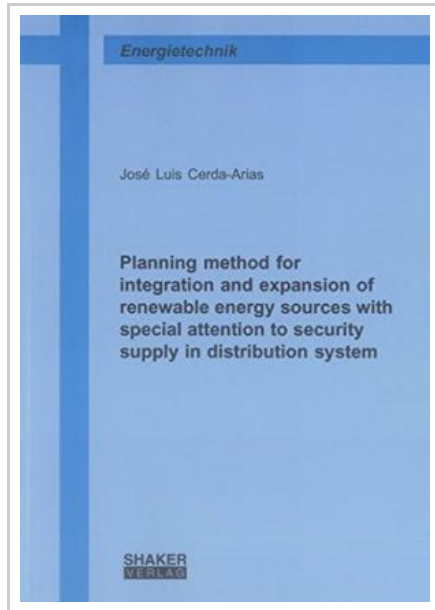 Energietechnik
José Luis Cerda-Arias
Planning method for
integration and expansion of
renewable energy sources with
special attention to security
supply in distribution system
SHAKER
VERLAG